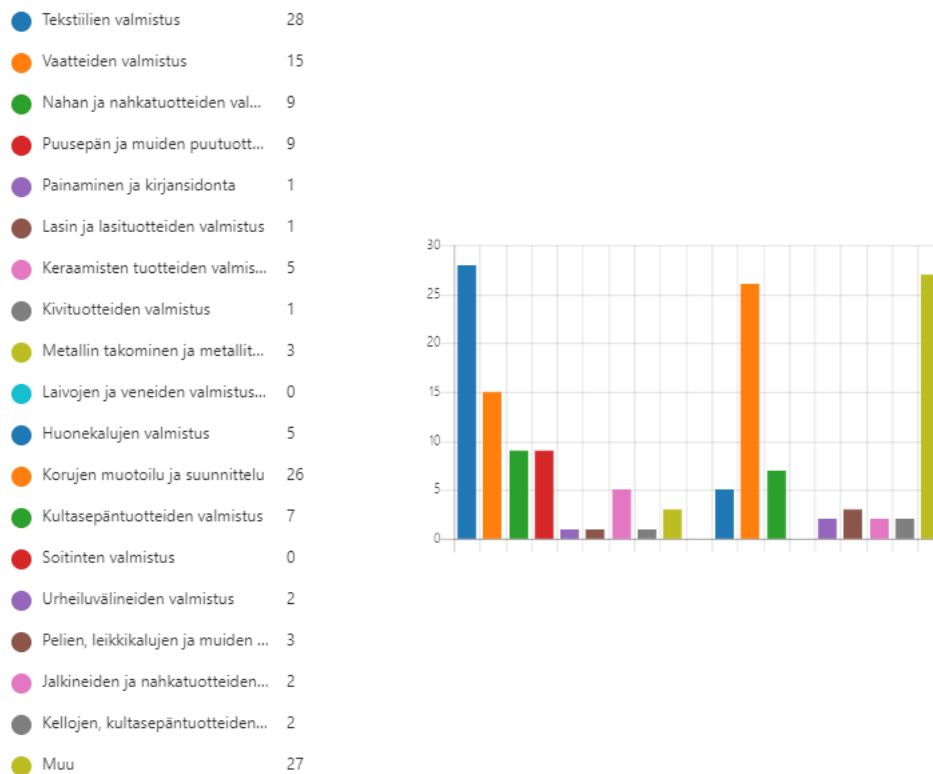 Tekstiilien valmistus 28
Vaatteiden valmistus 15
Nahan ja nahkatuotteiden val... 9
Puusepän ja muiden puutuott... 9
Painaminen ja kirjansidonta 1
Lasin ja lasituotteiden valmistus 1
Keraamisten tuotteiden valmis... 5
Kivituotteiden valmistus 1
Metallin takominen ja metallit... 3
Laivojen ja veneiden valmistus... 0
Huonekalujen valmistus 5
Korujen muotoilu ja suunnittelu 26
Kultasepäntuotteiden valmistus 7
Soitinten valmistus 0
Urheiluvälineiden valmistus 2
Pelien, leikkikalujen ja muiden ... 3
Jalkineiden ja nahkatuotteiden... 2
Kellojen, kultasepäntuotteiden... 2
Muu 27
30
25
20
15
10
5
0